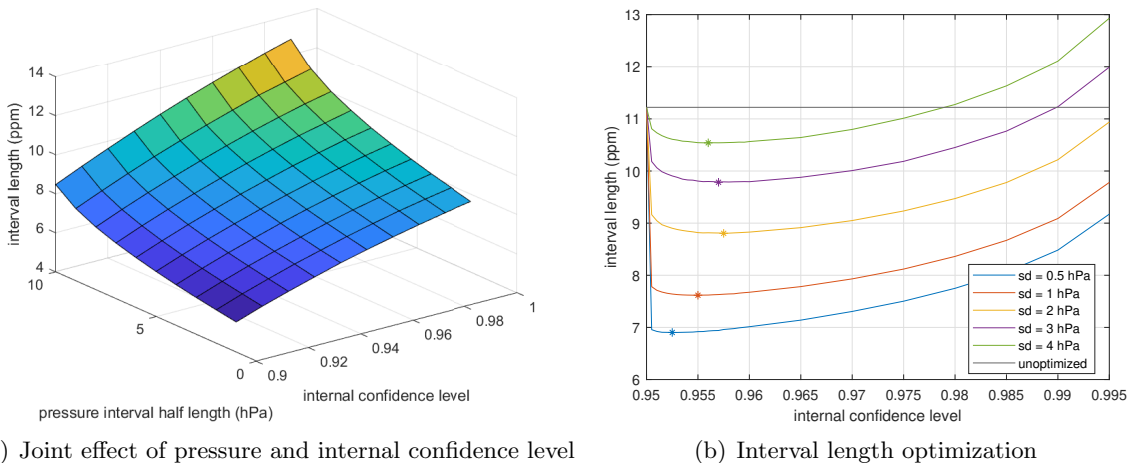 14
12
10
8
6
4
interval length (ppm)
10
5
0
pressure interval half length (hPa)
0.9
0.92
0.94
0.96
0.98
1
internal confidence level
) Joint effect of pressure and internal confidence level
13
12
11
10
9
8
7
6
interval length (ppm)
0.95
0.955
0.96
0.965
0.97
0.975
0.98
0.985
0.99
0.995
internal confidence level
sd = 0.5 hPa
sd = 1 hPa
sd = 2 hPa
sd = 3 hPa
sd = 4 hPa
unoptimized
(b) Interval length optimization